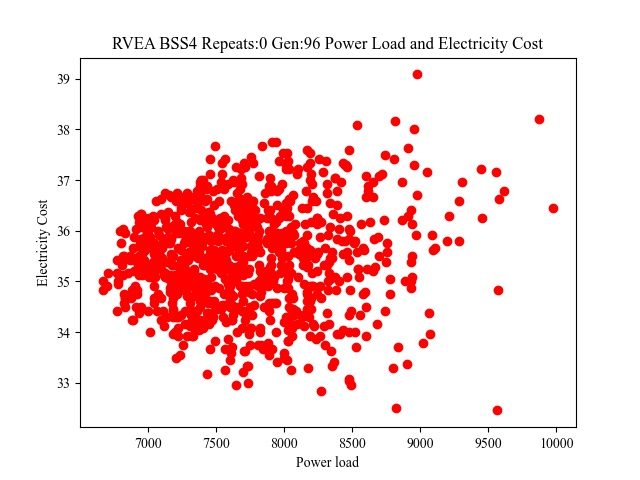 RVEA BSS4 Repeats:0 Gen:96 Power Load and Electricity Cost
39
38
37
36
35
34
33
Electricity Cost
7000 7500 8000 8500 9000 9500 10000
Power load